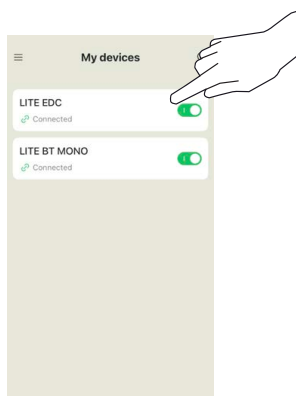 My devices
LITE EDC
Connected
LITE BT MONO
Connected